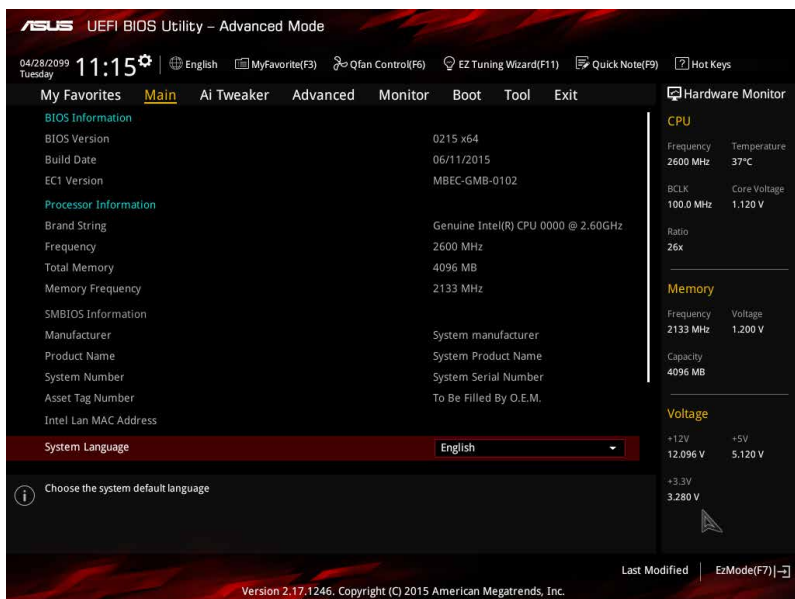 ASUS UEFI BIOS Utility – Advanced Mode
04/28/2099
Tuesday
11:15
English MyFavorite(F3) Qfan Control(F6) EZ Tuning Wizard(F11) Quick Note(F9) ? Hot Keys
My Favorites Main Ai Tweaker Advanced Monitor Boot Tool Exit
BIOS Information
BIOS Version 0215 x64
Build Date 06/11/2015
EC1 Version MBEC-GMB-0102
Processor Information
Brand String Genuine Intel(R) CPU 0000 @ 2.60GHz
Frequency 2600 MHz
Total Memory 4096 MB
Memory Frequency 2133 MHz
SMBIOS Information
Manufacturer System manufacturer
Product Name System Product Name
System Number System Serial Number
Asset Tag Number To Be Filled By O.E.M.
Intel Lan MAC Address
System Language English
Choose the system default language
Hardware Monitor
CPU
Frequency Temperature
2600 MHz 37°C
BCLK Core Voltage
100.0 MHz 1.120 V
Ratio
26x
Memory
Frequency Voltage
2133 MHz 1.200 V
Capacity
4096 MB
Voltage
+12V +5V
12.096 V 5.120 V
+3.3V
3.280 V
Last Modified EzMode(F7)
Version 2.17.1246. Copyright (C) 2015 American Megatrends, Inc.